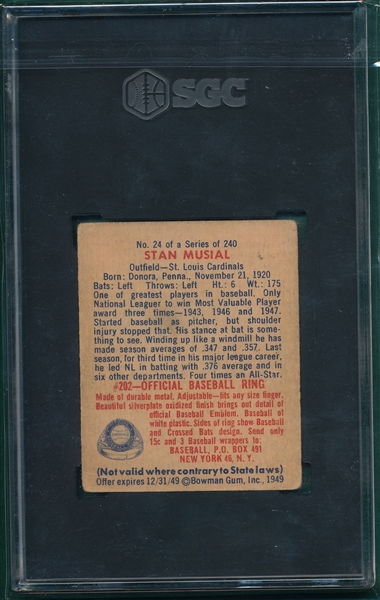 SGC
No. 24 of a Series of 240
STAN MUSIAL
Outfield—St. Louis Cardinals
Born: Donora, Penna., November 21, 1920
Bats: Left Throws: Left Ht.: 6 Wt.: 175
One of greatest players in baseball. Only
National Leaguer to win Most Valuable Player
award three times—1943, 1946 and 1947.
Started baseball as pitcher, but shoulder
injury stopped that. His stance at bat is some-
thing to see. Winding up like a windmill he has
made season averages of .347 and .357. Last
season, for third time in his major league career,
he led NL in batting with .376 average and in
six other departments. Four times an All-Star.
#202—OFFICIAL BASEBALL RING
Made of durable metal. Adjustable—fits any size finger.
Beautiful silverplate oxidized finish brings out detail of
official Baseball Emblem. Baseball of
white plastic. Sides of ring show Baseball
and Crossed Bats design. Send only
15c and 3 Baseball wrappers to:
BASEBALL, P.O. BOX 491
NEW YORK 46, N. Y.
(Not valid where contrary to State laws)
Offer expires 12/31/49 ©Bowman Gum, Inc., 1949